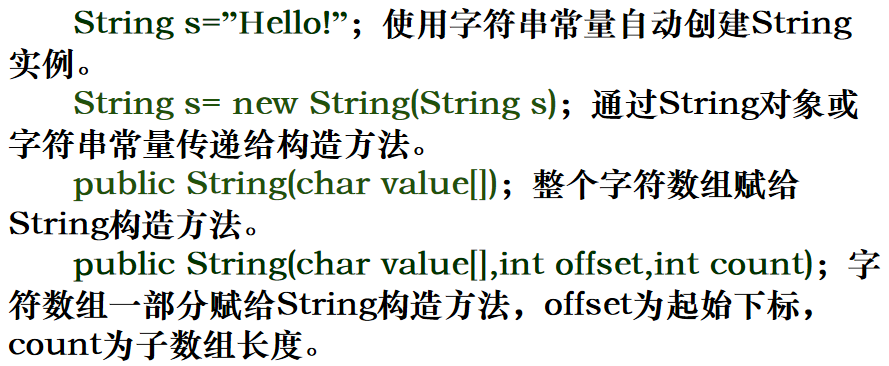 String s=”Hello!”；使用字符串常量自动创建String
实例。
String s= new String(String s)；通过String对象或
字符串常量传递给构造方法。
public String(char value[])；整个字符数组赋给
String构造方法。
public String(char value[],int offset,int count)；字
符数组一部分赋给String构造方法，offset为起始下标，
count为子数组长度。